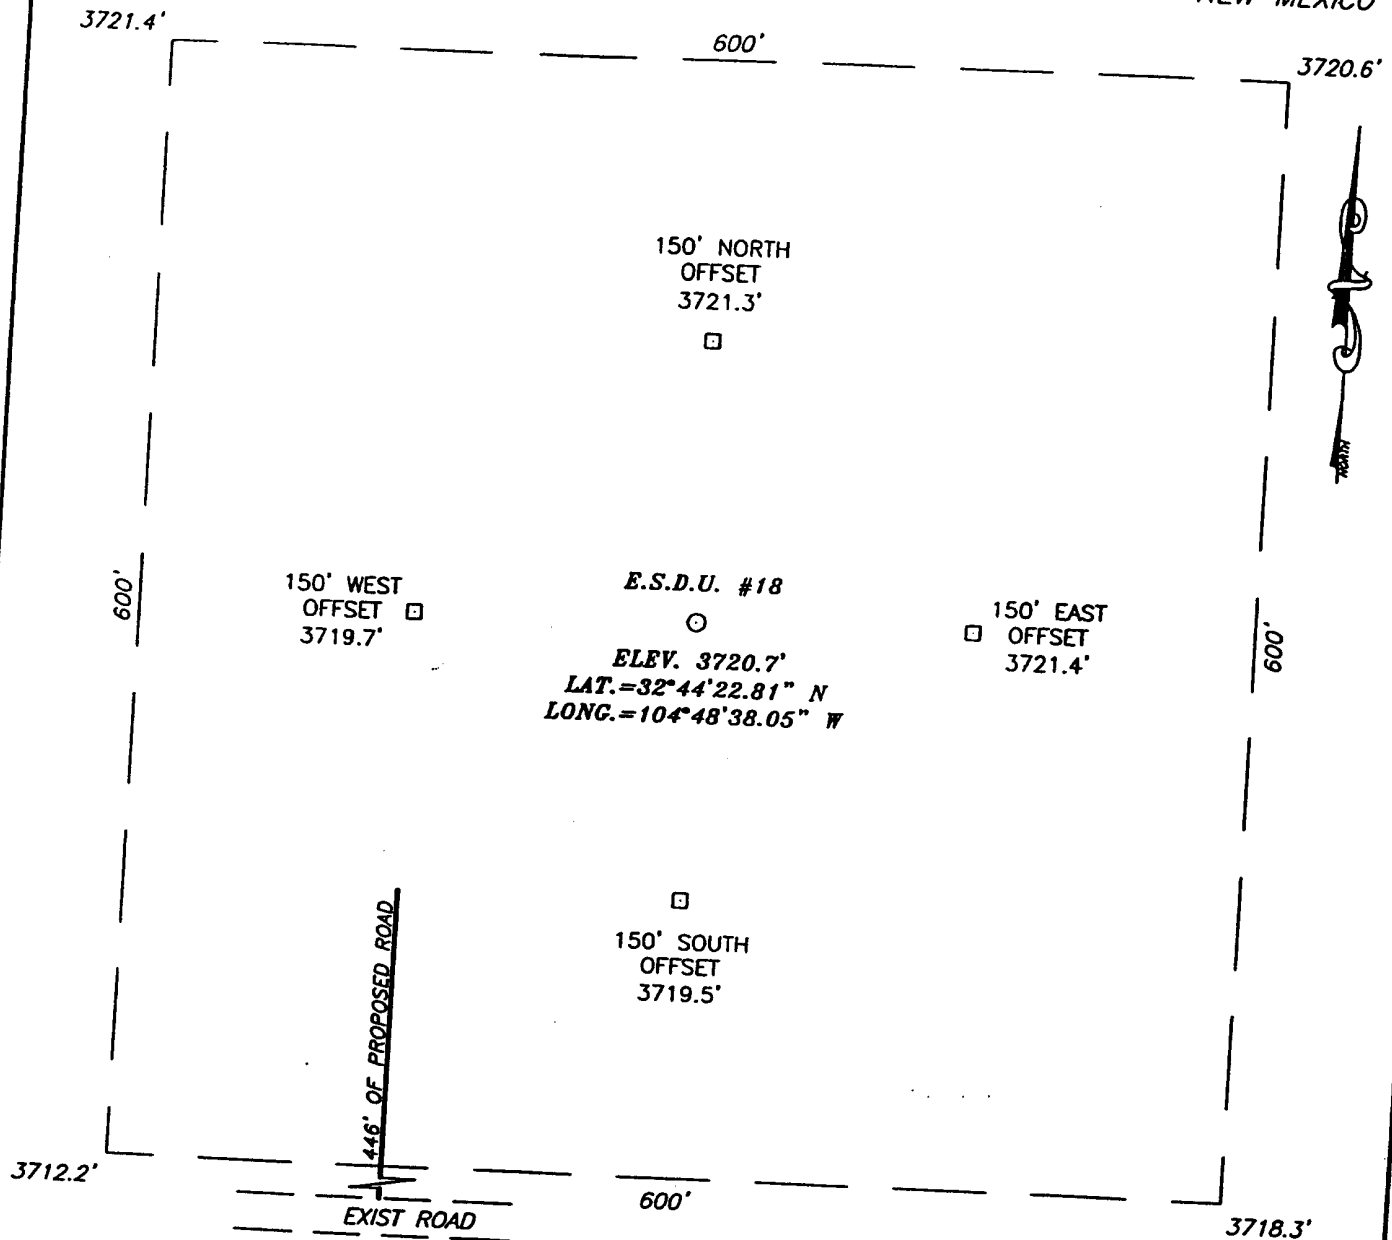 NEW MEXICO
3721.4'
600'
3720.6'
150' NORTH
OFFSET
3721.3'
NORTH
600'
150' WEST
OFFSET
3719.7'
E.S.D.U. #18
ELEV. 3720.7'
LAT.=32°44'22.81" N
LONG.=104°48'38.05" W
150' EAST
OFFSET
3721.4'
600'
446' OF PROPOSED ROAD
150' SOUTH
OFFSET
3719.5'
3712.2'
600'
EXIST ROAD
3718.3'